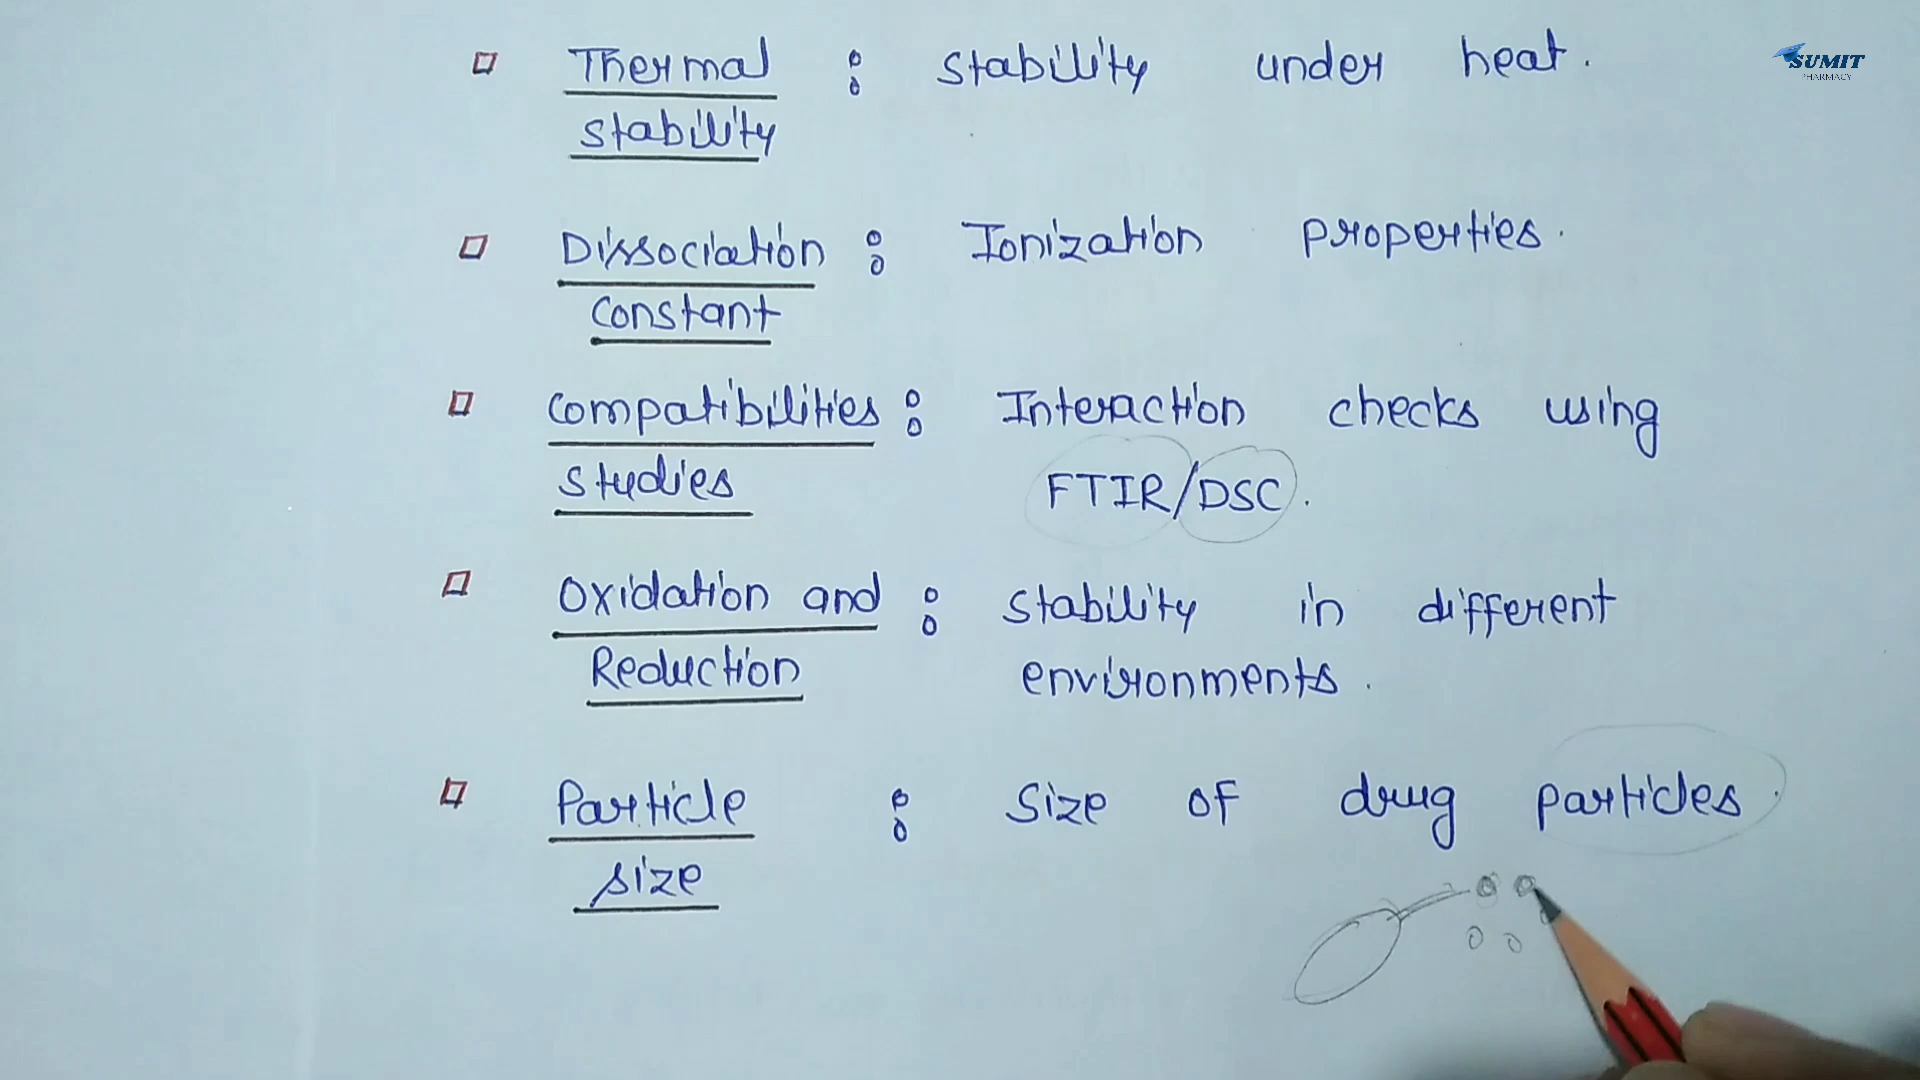 Thermal : stability under heat.
stability
SUMIT
PHARMACY
Dissociation : Ionization properties.
constant
compatibilities : Interaction checks using
studies FTIR/DSC.
Oxidation and : stability in different
Reduction environments.
Particle : Size of drug particles.
size